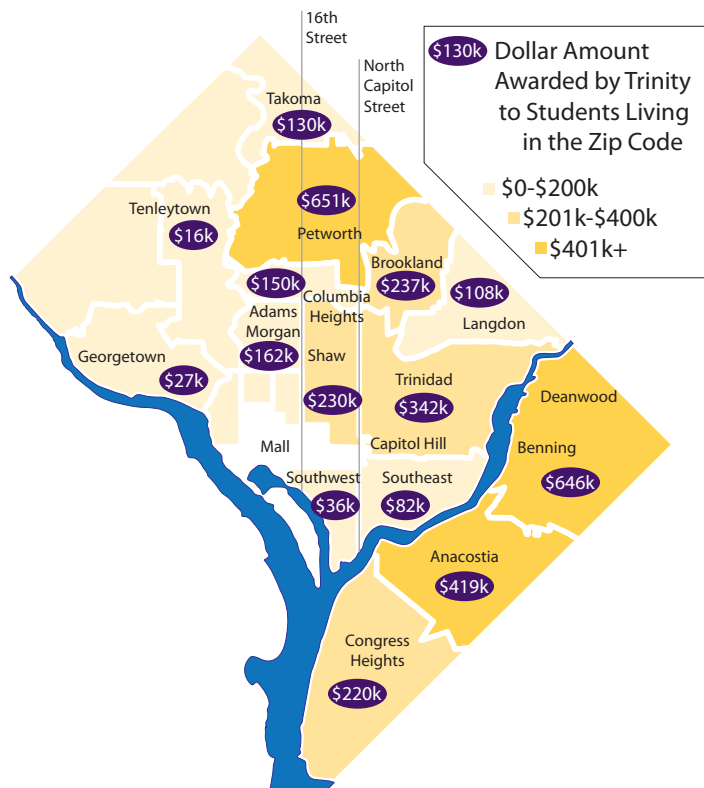 16th
Street
North
Capitol
Street
$130k
Dollar Amount
Awarded by Trinity
to Students Living
in the Zip Code
$0-$200k
$201k-$400k
$401k+
Takoma
$130k
$651k
Petworth
Tenleytown
$16k
Brookland
$237k
$108k
Langdon
$150k
Columbia
Heights
Adams
Morgan
$162k
Shaw
$230k
Georgetown
$27k
Trinidad
$342k
Deanwood
Benning
$646k
Mall
Capitol Hill
Southwest
$36k
Southeast
$82k
Anacostia
$419k
Congress
Heights
$220k